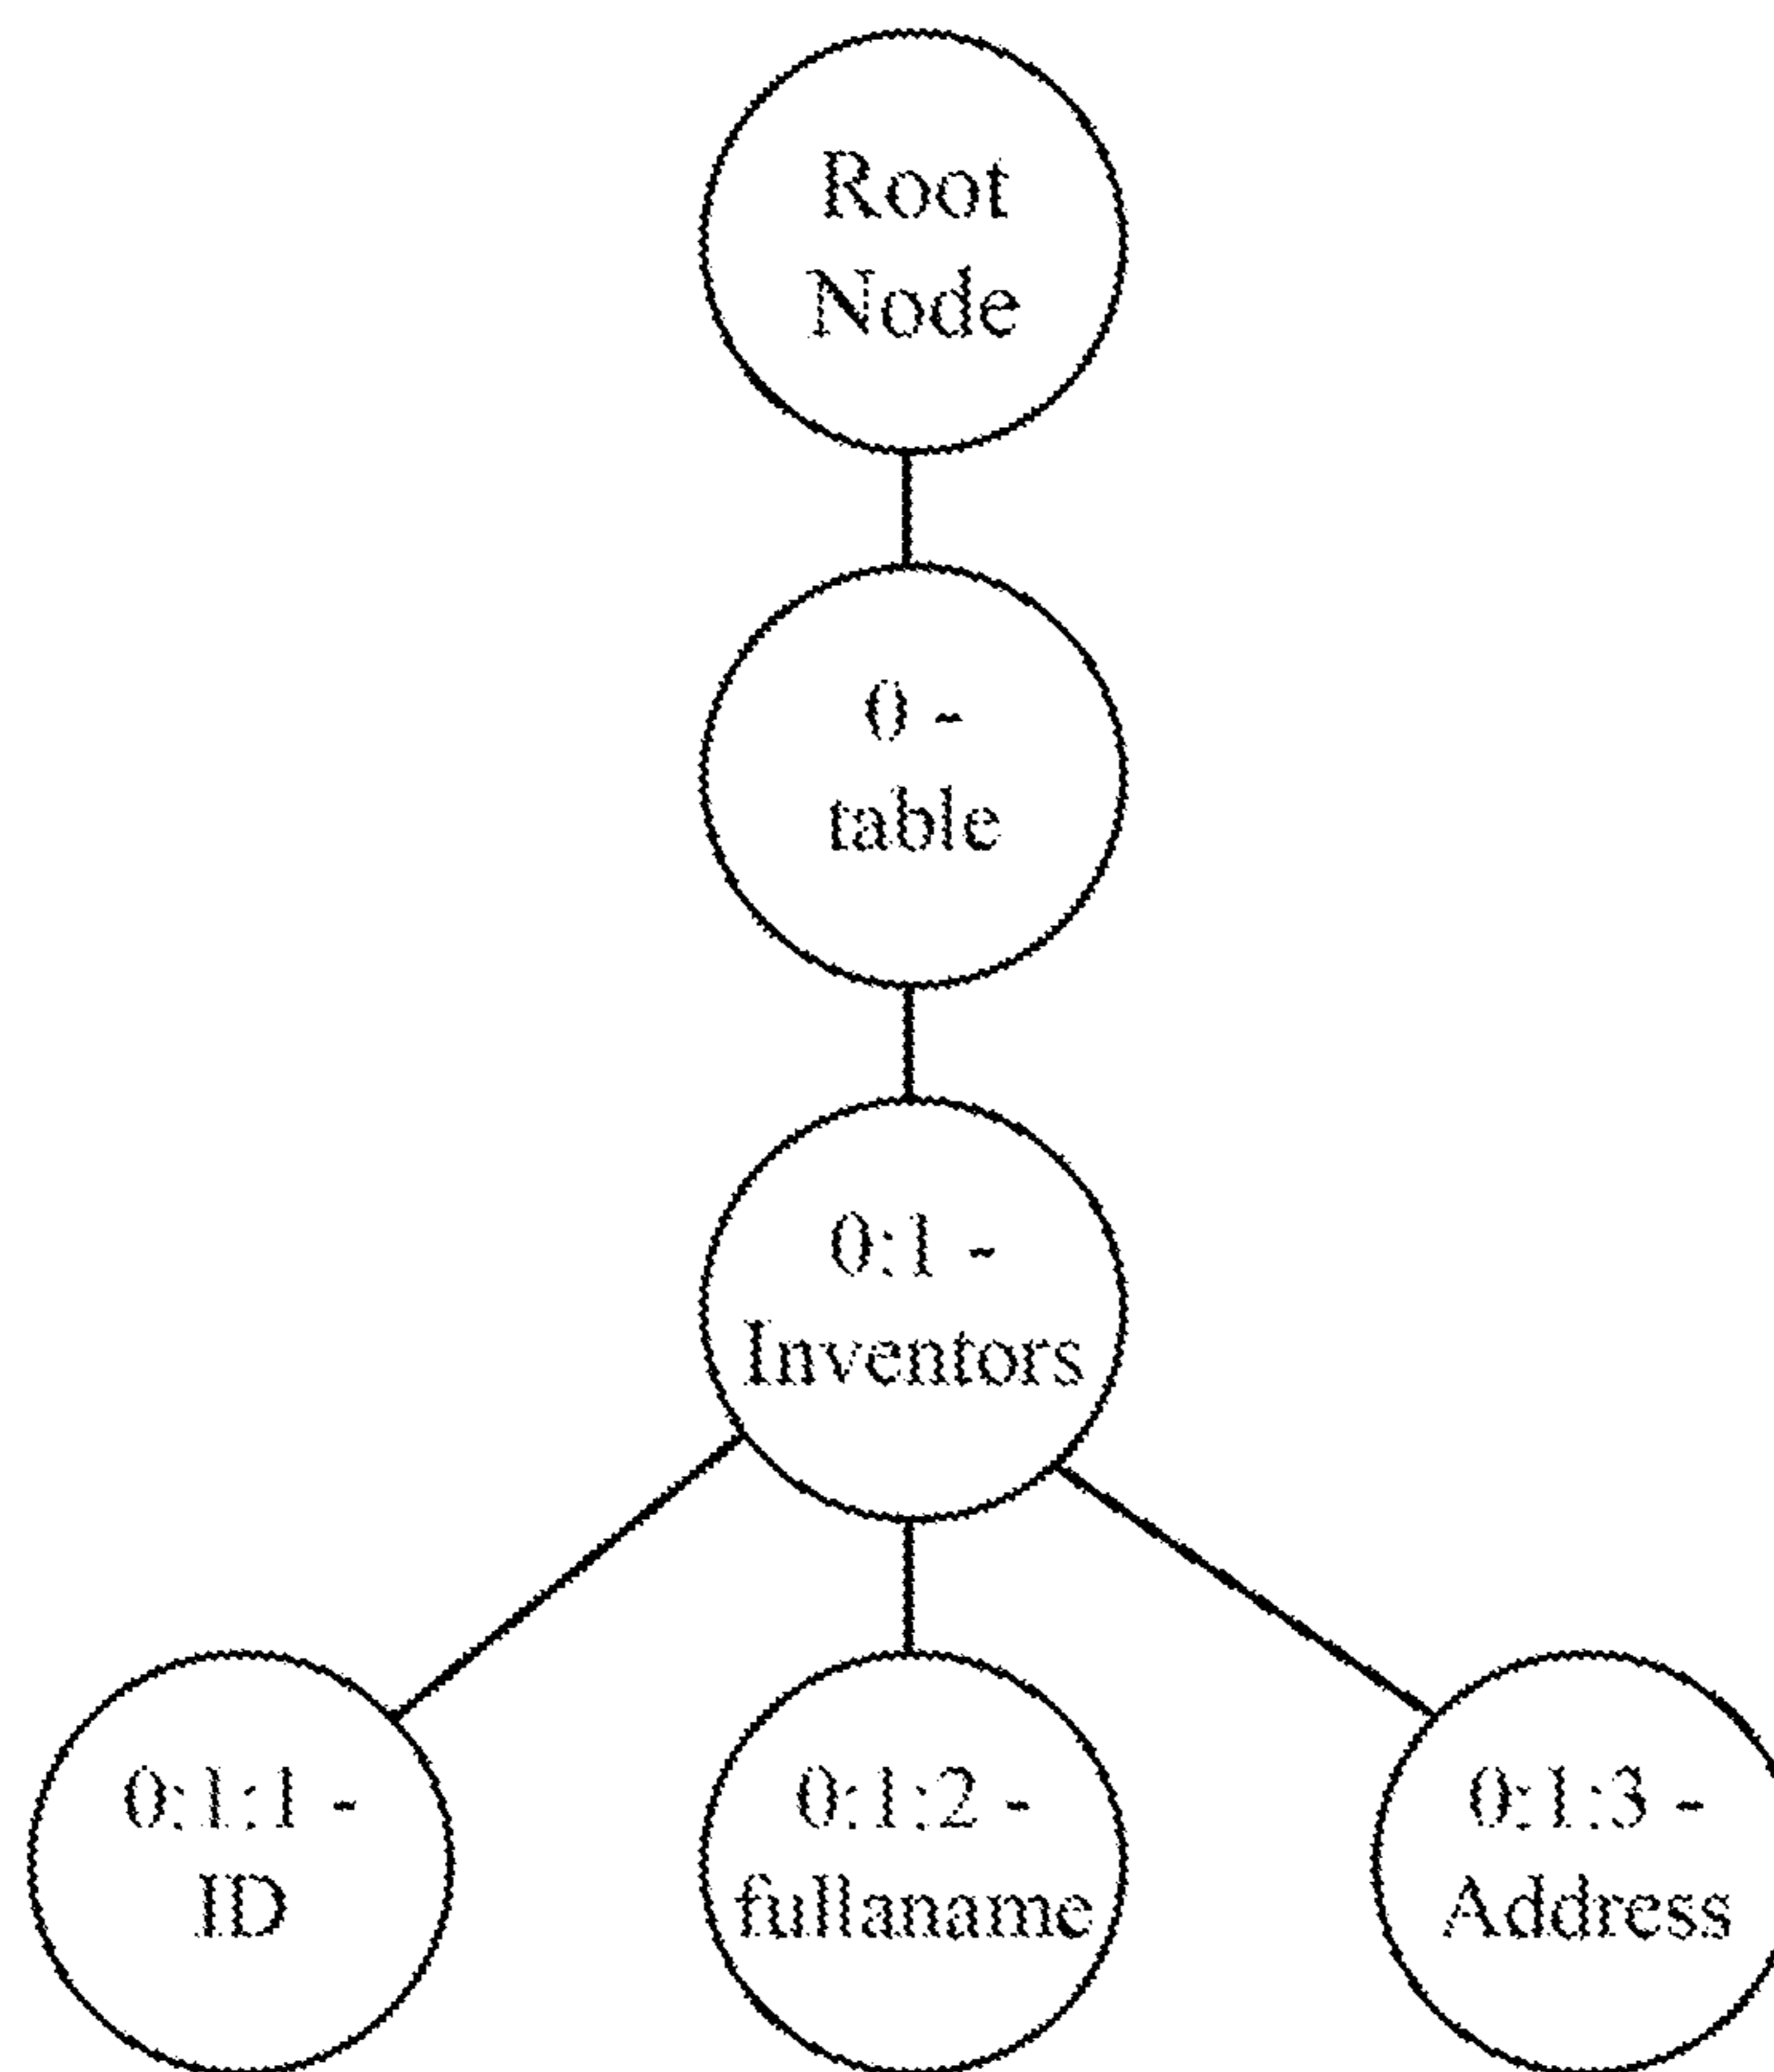 Root
Node
0 -
table
0:1 -
Inventors
0:1:1 -
ID
0:1:2 -
fullaname
0:1:3 -
Address